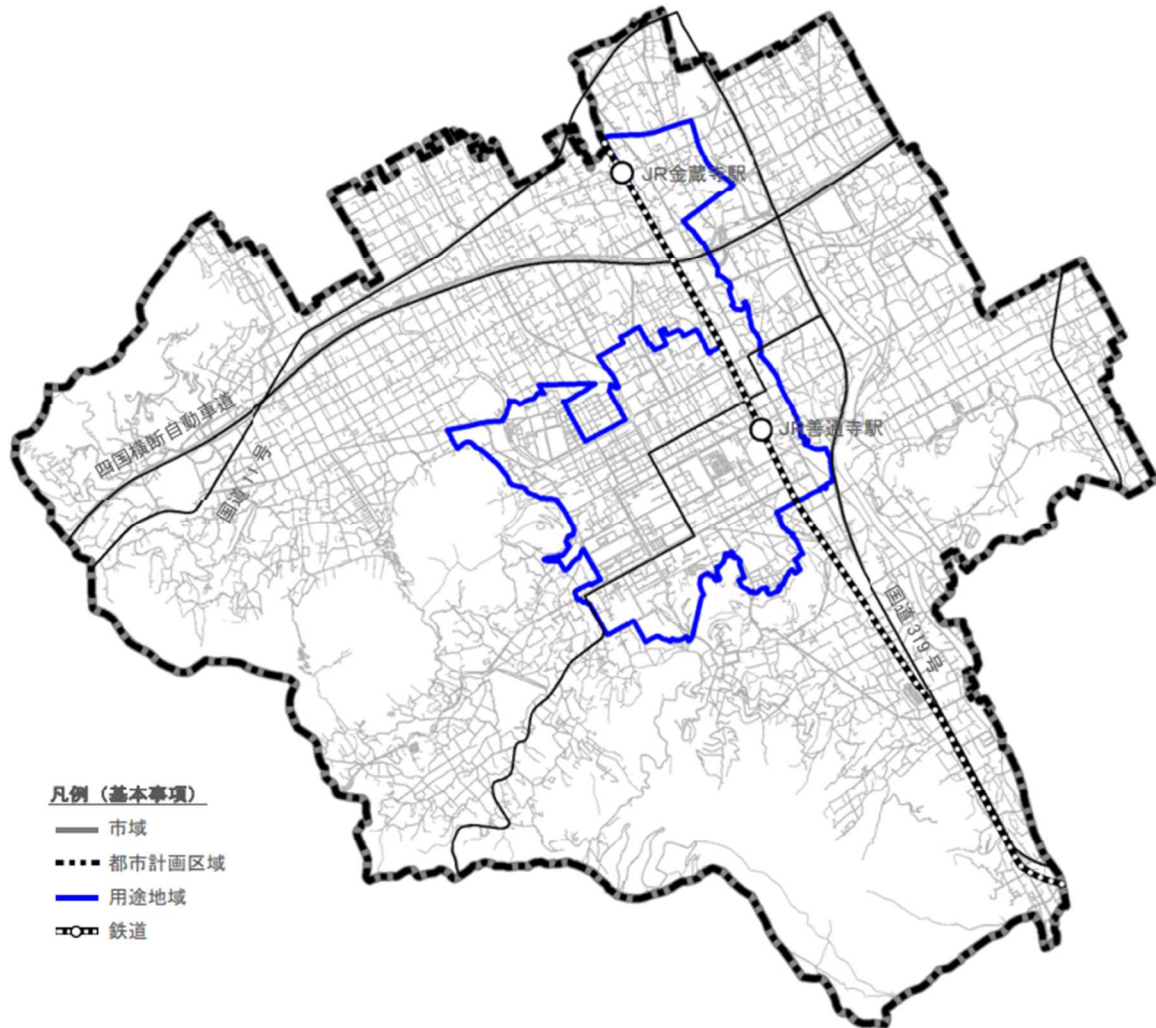 JR金蔵寺駅
四国横断自動車道
国道11号
JR善通寺駅
国道319号
凡例（基本事項）
市域
都市計画区域
用途地域
鉄道